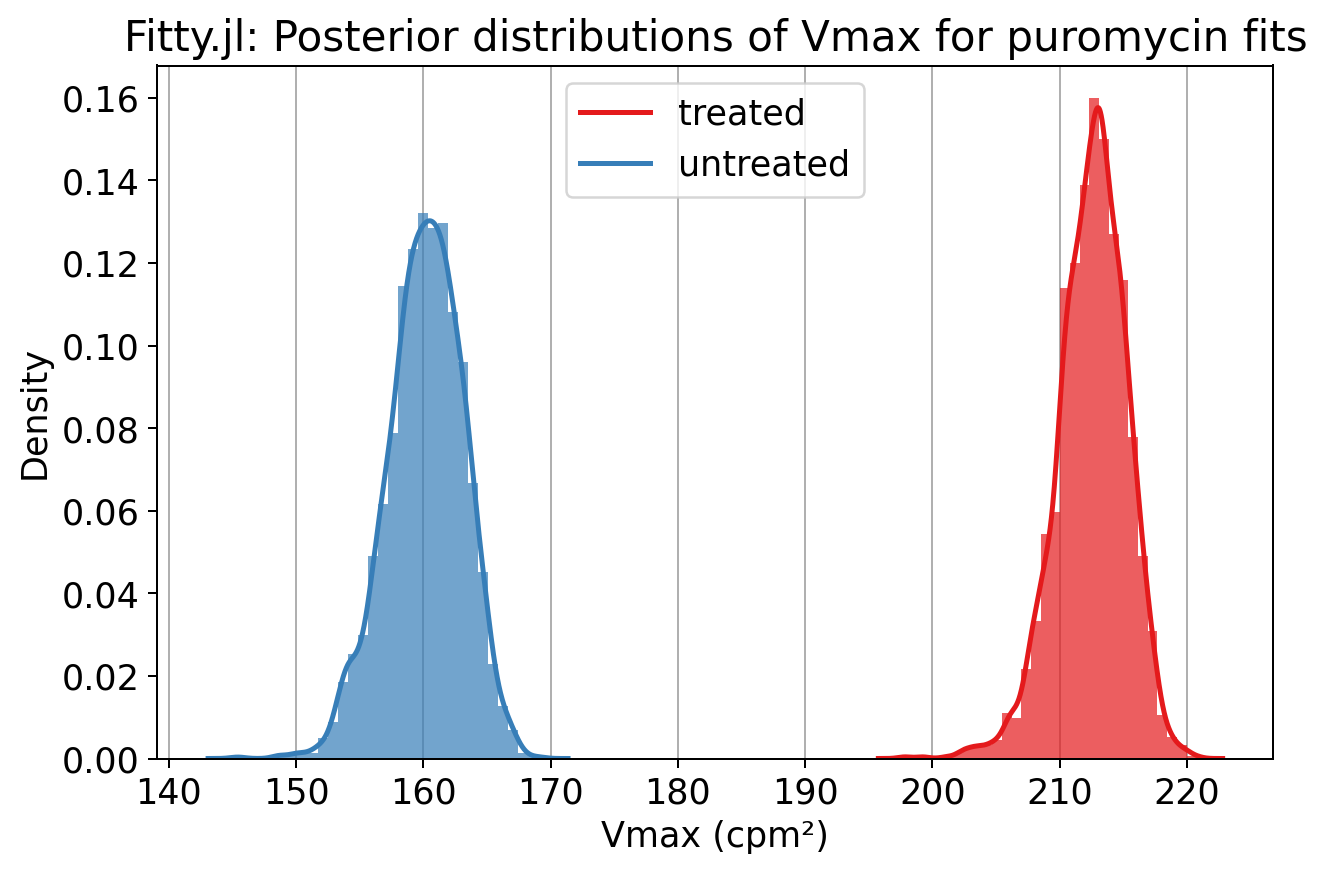 Fitty.jl: Posterior distributions of Vmax for puromycin fits
treated
untreated
Density
0.16
0.14
0.12
0.10
0.08
0.06
0.04
0.02
0.00
140 150 160 170 180 190 200 210 220
Vmax (cpm²)